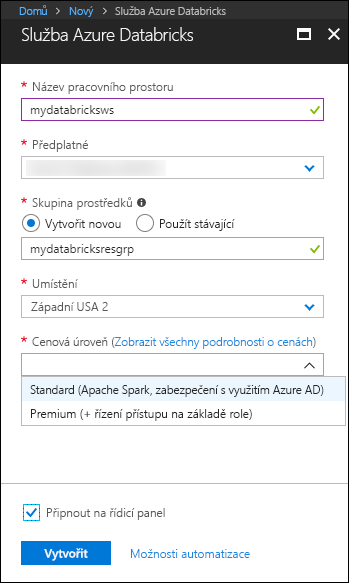 Domů > Nový > Služba Azure Databricks
Služba Azure Databricks
* Název pracovního prostoru
mydatabricksws
* Předplatné
* Skupina prostředků
Vytvořit novou Použít stávající
mydatabricksresgrp
* Umístění
Západní USA 2
* Cenová úroveň (Zobrazit všechny podrobnosti o cenách)
Standard (Apache Spark, zabezpečení s využitím Azure AD)
Premium (+ řízení přístupu na základě role)
Připnout na řídicí panel
Vytvořit Možnosti automatizace